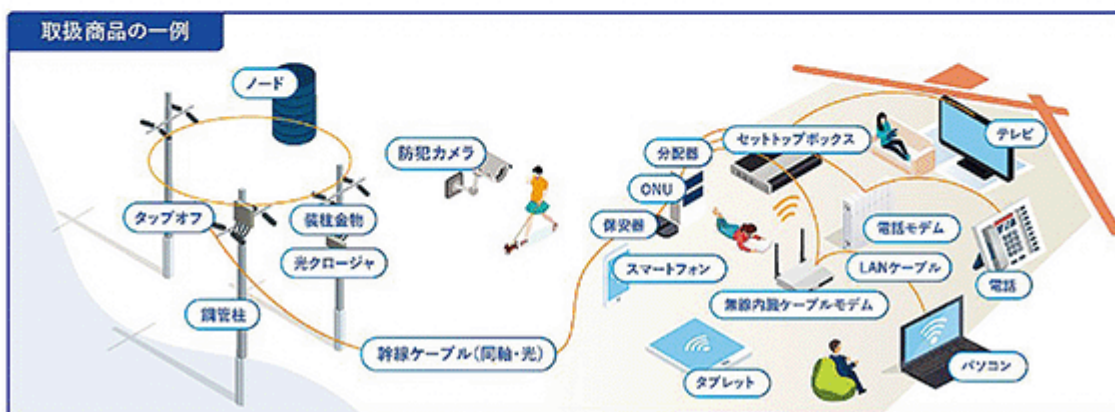 取扱商品の一例
ノード
防犯カメラ
タップオフ
装柱金物
光クロージャ
鋼管柱
幹線ケーブル(同軸・光)
分配器
ONU
保安器
スマートフォン
セットトップボックス
テレビ
電話モデム
LANケーブル
電話
無線内蔵ケーブルモデム
タブレット
パソコン